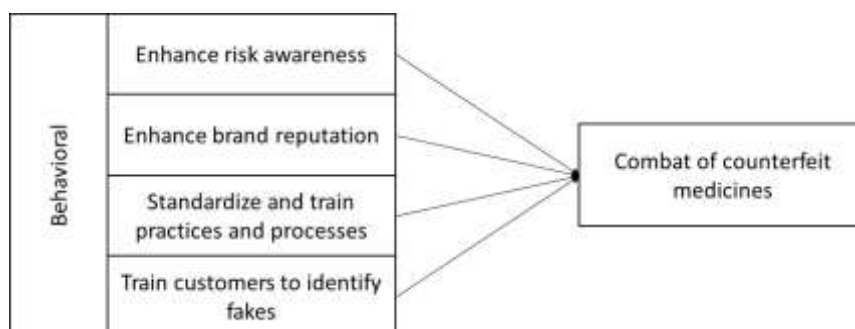 Behavioral
Enhance risk awareness
Enhance brand reputation
Standardize and train
practices and processes
Train customers to identify
fakes
Combat of counterfeit
medicines